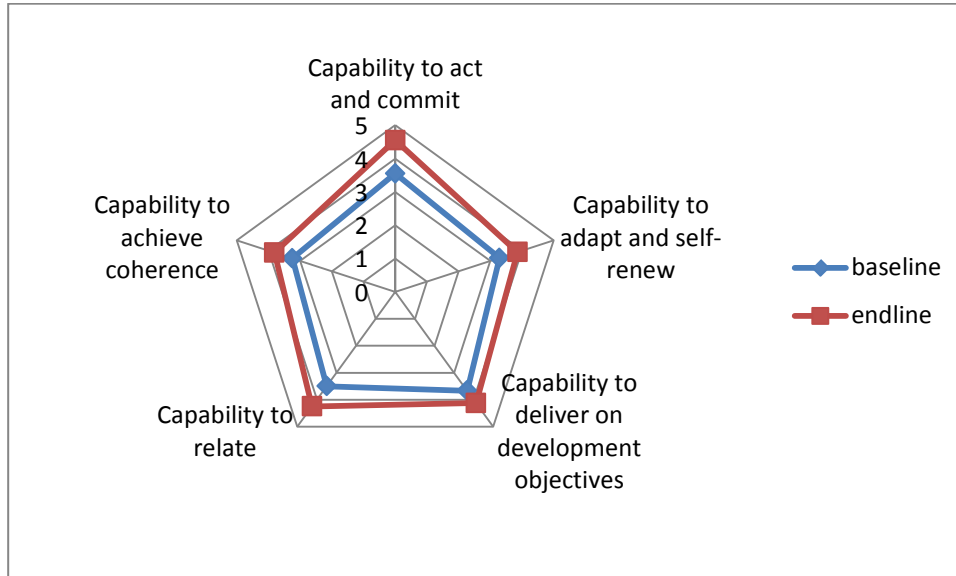 Capability to act
and commit
5
4
3
2
1
0
Capability to
adapt and self-
renew
Capability to
deliver on
development
objectives
Capability to
relate
Capability to
achieve
coherence
baseline
endline